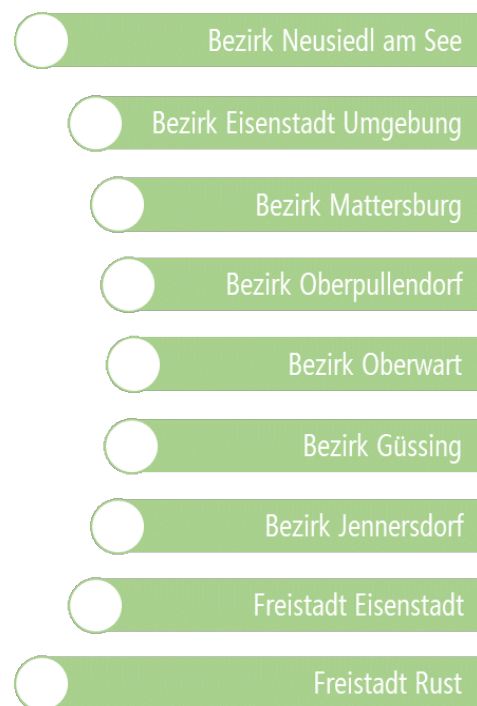 Bezirk Neusiedl am See
Bezirk Eisenstadt Umgebung
Bezirk Mattersburg
Bezirk Oberpullendorf
Bezirk Oberwart
Bezirk Güssing
Bezirk Jennersdorf
Freistadt Eisenstadt
Freistadt Rust